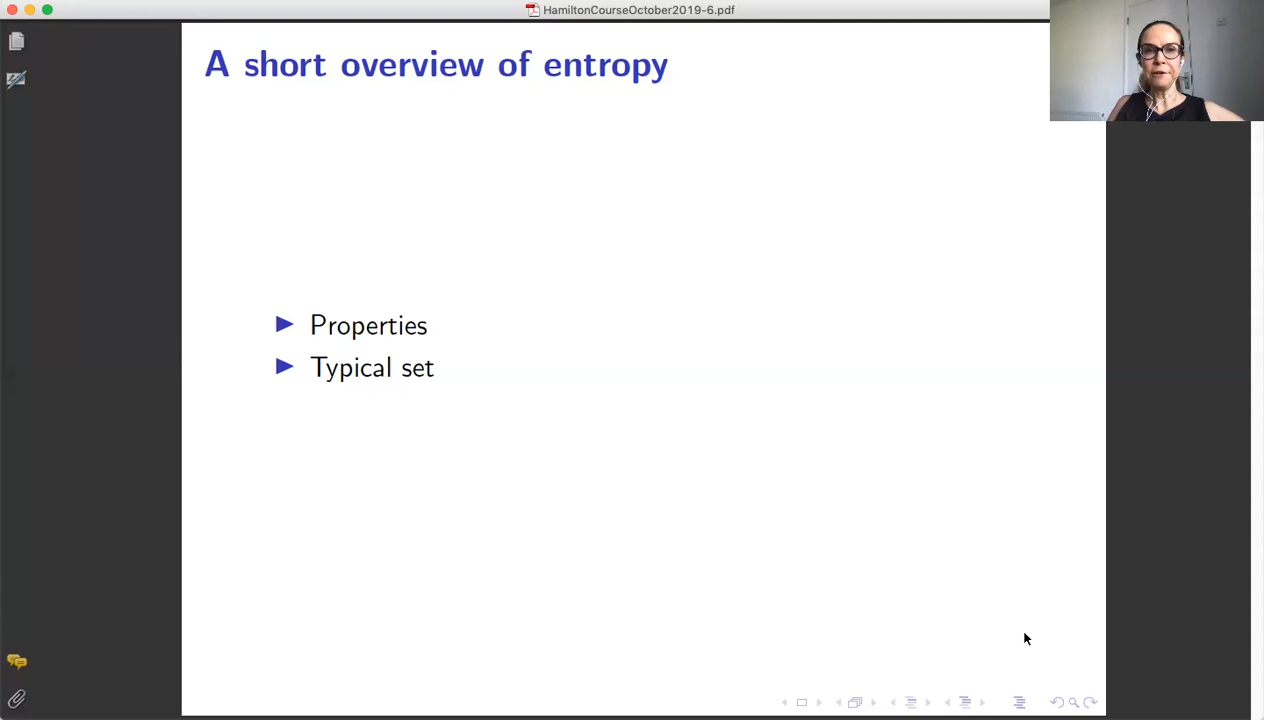 HamiltonCourseOctober2019-6.pdf
A short overview of entropy
Properties
Typical set